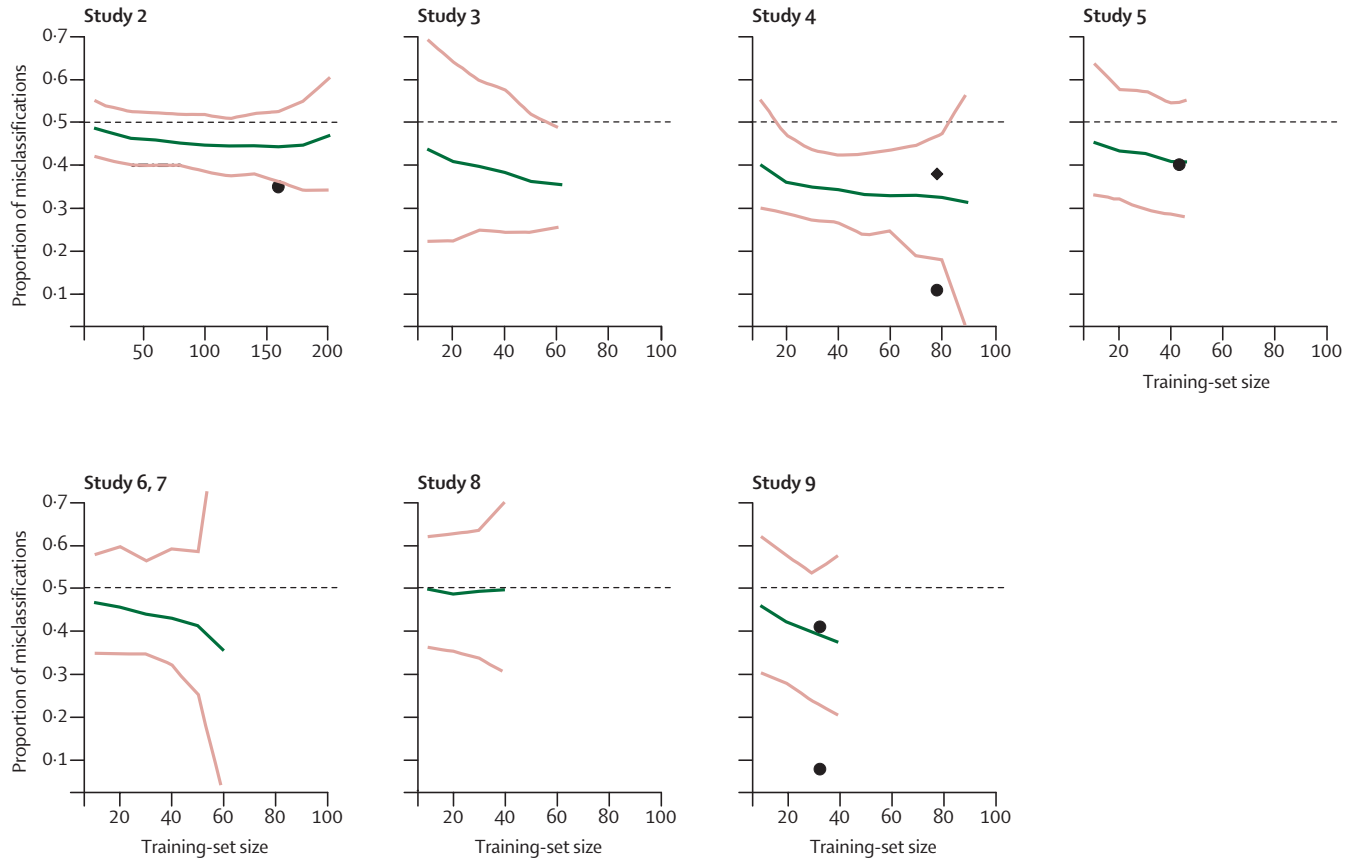 Study 2
Study 3
Study 4
Study 5
Proportion of misclassifications
0·7
0·6
0·5
0·4
0·3
0·2
0·1
50 100 150 200
20 40 60 80 100
20 40 60 80 100
20 40 60 80 100
Training-set size
Study 6, 7
Study 8
Study 9
Proportion of misclassifications
0·7
0·6
0·5
0·4
0·3
0·2
0·1
20 40 60 80 100
20 40 60 80 100
20 40 60 80 100
Training-set size
Training-set size
Training-set size